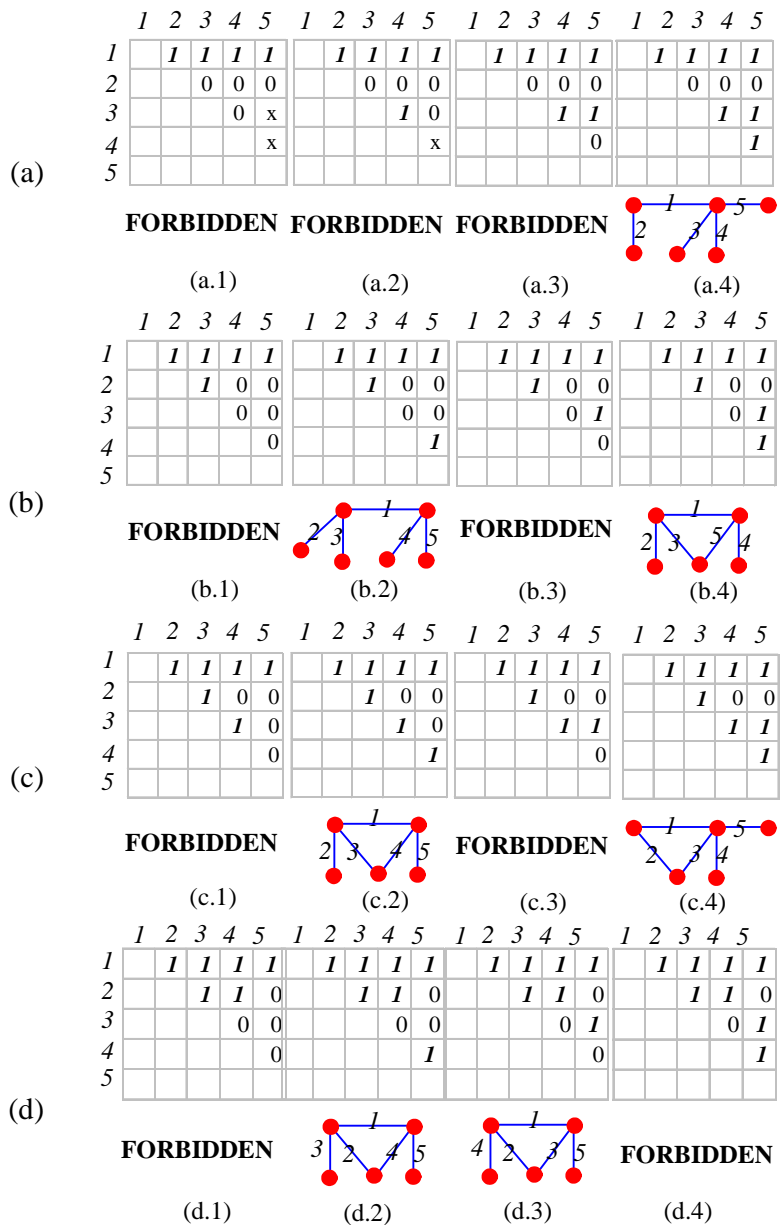 1 2 3 4 5 1 2 3 4 5 1 2 3 4 5 1 2 3 4 5
1 1 1 1 1 1 1 1 1 1 1 1 1 1 1 1 1
2 0 0 0 0 0 0 0 0 0 0 0 0
3 0 x 1 0 1 1 1 1
4 x x 0 1
5
(a)
FORBIDDEN FORBIDDEN FORBIDDEN 1 5 2 3 4
(a.1) (a.2) (a.3) (a.4)
1 2 3 4 5 1 2 3 4 5 1 2 3 4 5 1 2 3 4 5
1 1 1 1 1 1 1 1 1 1 1 1 1 1 1 1 1
2 1 0 0 1 0 0 1 0 0 1 0 0
3 0 0 0 0 0 1 0 1
4 0 1 0 1
5
(b)
FORBIDDEN 1 2 3 4 5 FORBIDDEN 1 2 3 5 4
(b.1) (b.2) (b.3) (b.4)
1 2 3 4 5 1 2 3 4 5 1 2 3 4 5 1 2 3 4 5
1 1 1 1 1 1 1 1 1 1 1 1 1 1 1 1 1
2 1 0 0 1 0 0 1 0 0 1 0 0
3 1 0 1 0 1 1 1 1
4 0 1 0 1
5
(c)
FORBIDDEN 1 2 3 4 5 FORBIDDEN 1 5 2 3 4
(c.1) (c.2) (c.3) (c.4)
1 2 3 4 5 1 2 3 4 5 1 2 3 4 5 1 2 3 4 5
1 1 1 1 1 1 1 1 1 1 1 1 1 1 1 1 1
2 1 1 0 1 1 0 1 1 0 1 1 0
3 0 0 0 0 0 1 0 1
4 0 1 0 1
5
(d)
FORBIDDEN 1 3 2 4 5 1 4 2 3 5 FORBIDDEN
(d.1) (d.2) (d.3) (d.4)